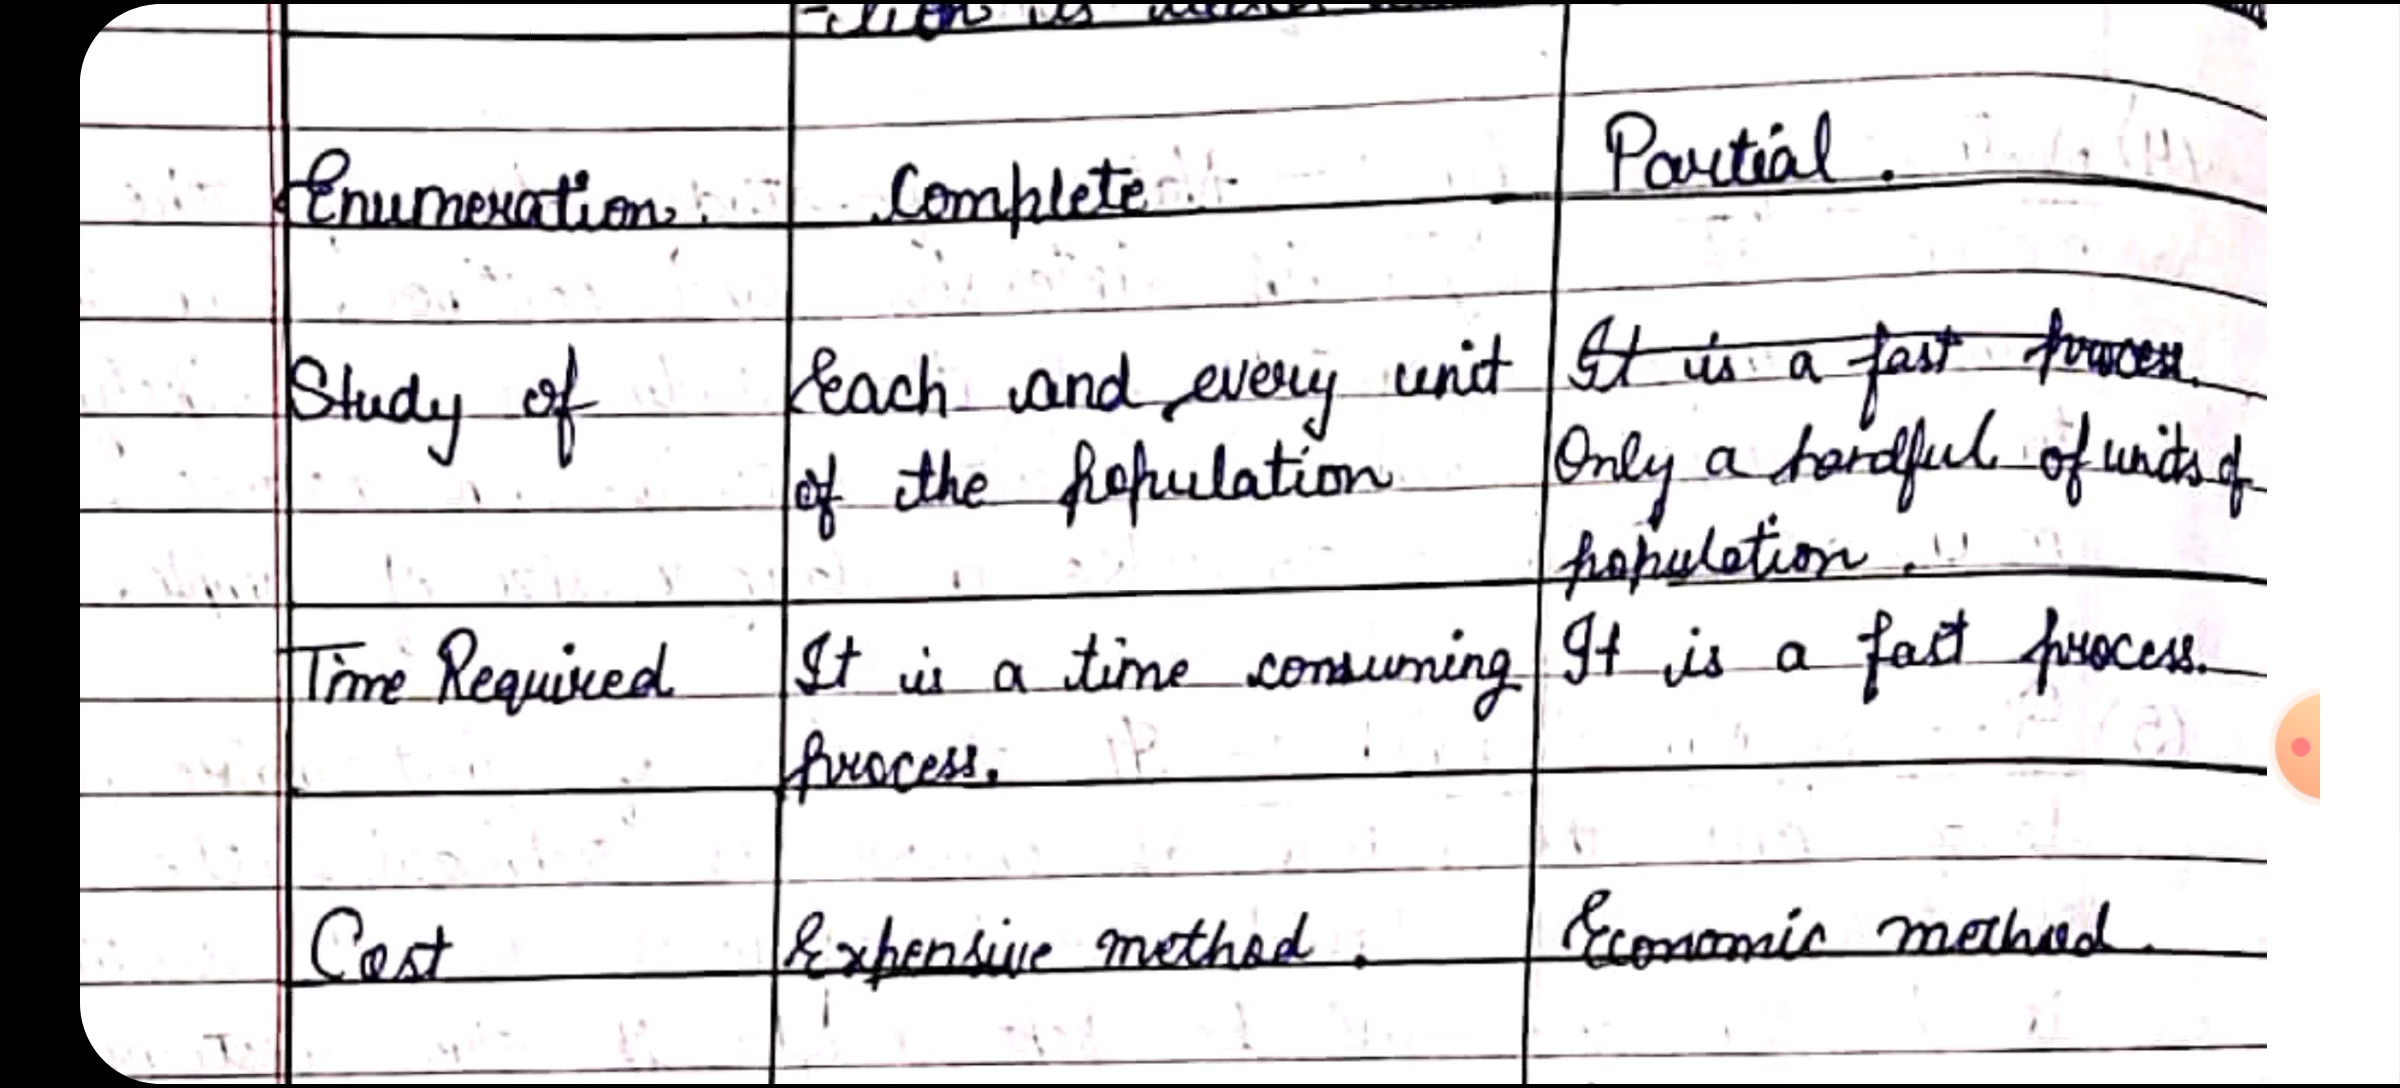 Enumeration. Complete Partial.
Study of Each and every unit It is a fast process.
of the population Only a handful of units of
population.
Time Required It is a time consuming It is a fast process.
process.
Cost Expensive method. Economic method.